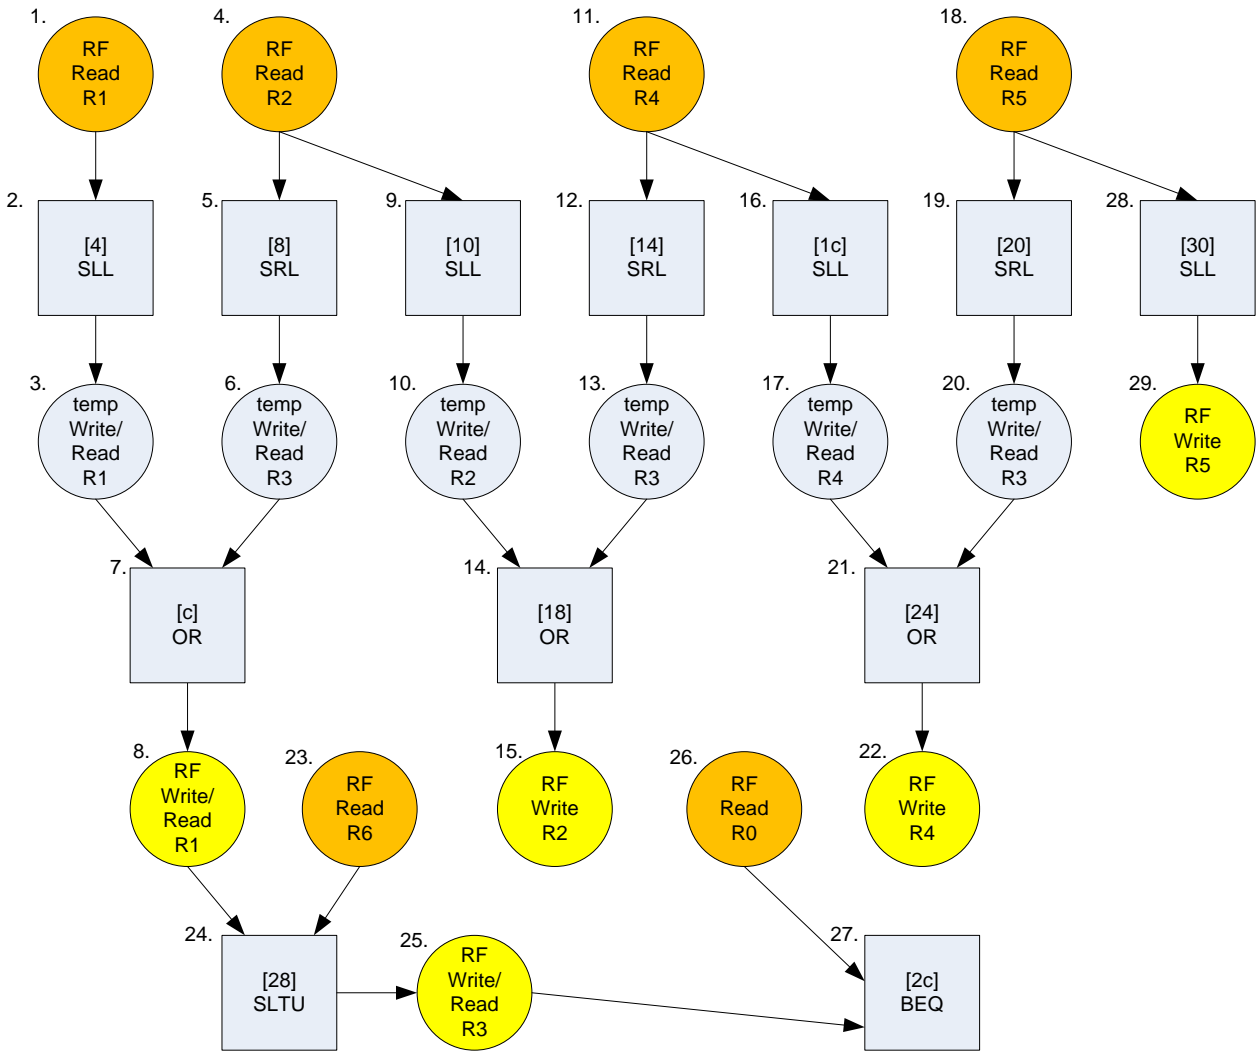 1.
RF
Read
R1
4.
RF
Read
R2
11.
RF
Read
R4
18.
RF
Read
R5
2.
[4]
SLL
5.
[8]
SRL
9.
[10]
SLL
12.
[14]
SRL
16.
[1c]
SLL
19.
[20]
SRL
28.
[30]
SLL
3.
temp
Write/
Read
R1
6.
temp
Write/
Read
R3
10.
temp
Write/
Read
R2
13.
temp
Write/
Read
R3
17.
temp
Write/
Read
R4
20.
temp
Write/
Read
R3
29.
RF
Write
R5
7.
[c]
OR
14.
[18]
OR
21.
[24]
OR
8.
RF
Write/
Read
R1
23.
RF
Read
R6
15.
RF
Write
R2
26.
RF
Read
R0
22.
RF
Write
R4
24.
[28]
SLTU
25.
RF
Write/
Read
R3
27.
[2c]
BEQ